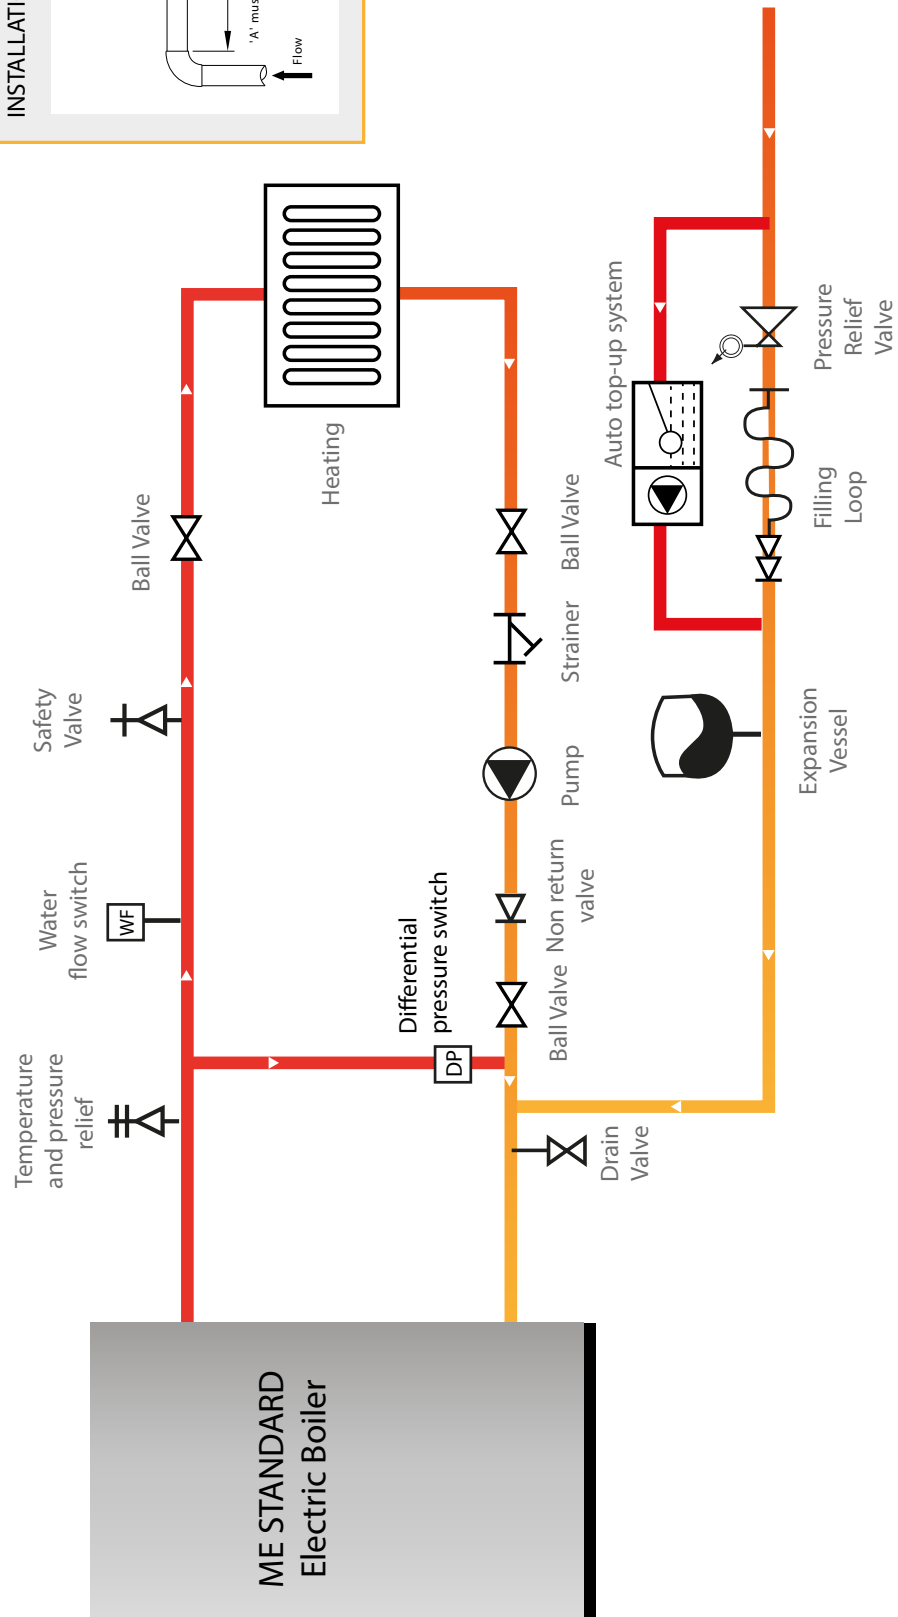 INSTALLATI
'A' mus
Flow
Temperature
and pressure
relief
Water
flow switch
WF
Safety
Valve
Ball Valve
Heating
Differential
pressure switch
DP
Ball Valve
Non return
valve
Pump
Strainer
Ball Valve
Auto top-up system
Drain
Valve
Expansion
Vessel
Filling
Loop
Pressure
Relief
Valve
ME STANDARD
Electric Boiler